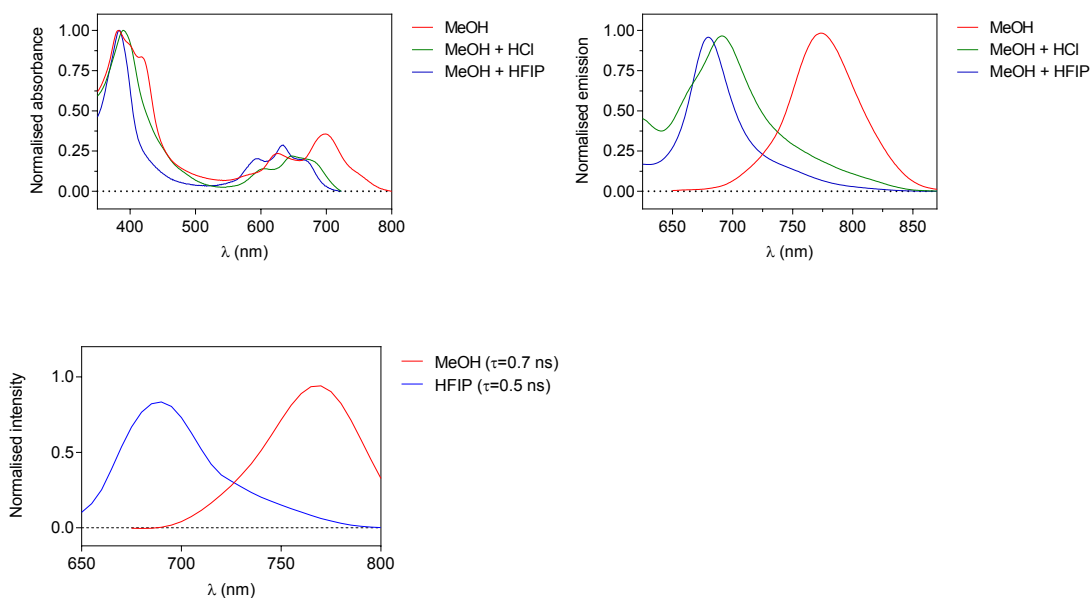 Normalised absorbance
1.00
0.75
0.50
0.25
0.00
400 500 600 700 800
λ (nm)
MeOH
MeOH + HCl
MeOH + HFIP
Normalised emission
1.00
0.75
0.50
0.25
0.00
650 700 750 800 850
λ (nm)
MeOH
MeOH + HCl
MeOH + HFIP
Normalised intensity
1.0
0.5
0.0
650 700 750 800
λ (nm)
MeOH (τ=0.7 ns)
HFIP (τ=0.5 ns)